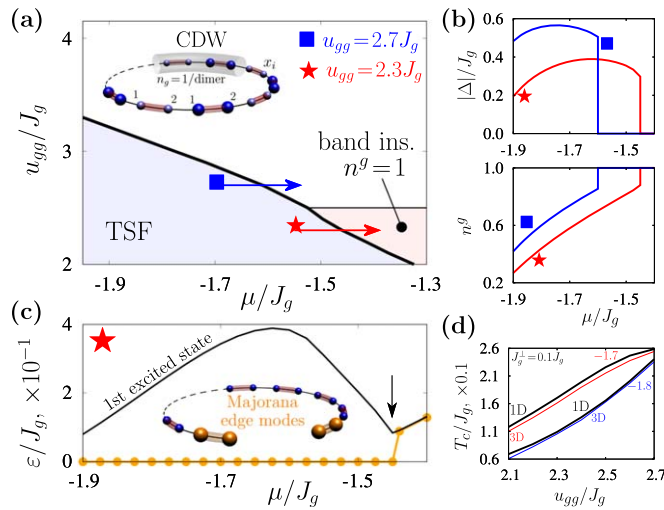 (a)
CDW
n_g = 1/dimer
x_i
1
2
1
2
u_gg=2.7J_g
u_gg=2.3J_g
band ins.
n^g=1
TSF
u_gg/J_g
4
3
2
-1.9
-1.7
-1.5
-1.3
μ/J_g
(b)
|Δ|/J_g
0.6
0.4
0.2
0.0
-1.9
-1.7
-1.5
n^g
1.0
0.6
0.2
-1.9
-1.7
-1.5
μ/J_g
(c)
ε/J_g, ×10^{-1}
4
2
0
1st excited state
Majorana
edge modes
-1.9
-1.7
-1.5
μ/J_g
(d)
T_c/J_g, ×0.1
2.6
2.2
1.8
1.4
1.0
0.6
J_g^⊥=0.1J_g
-1.7
-1.8
1D
1D
3D
3D
2.1
2.3
2.5
2.7
u_gg/J_g